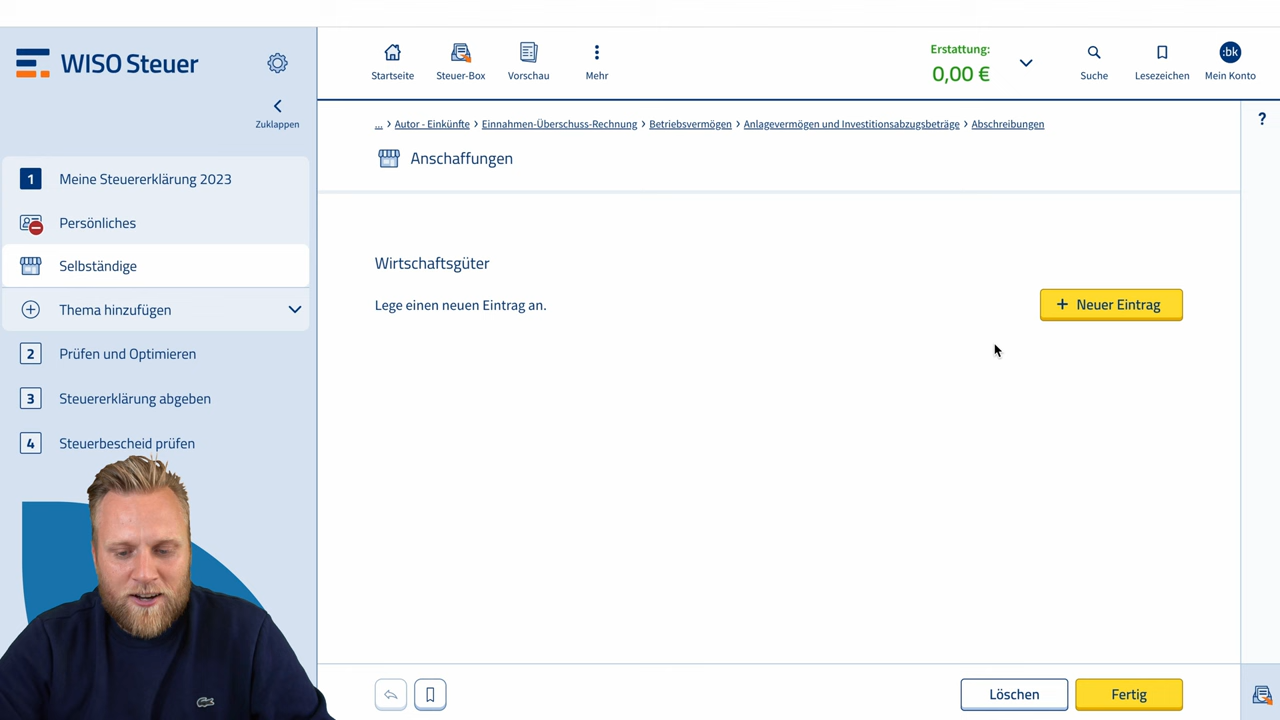 WISO Steuer
Zuklappen
1 Meine Steuererklärung 2023
Persönliches
Selbständige
Thema hinzufügen
2 Prüfen und Optimieren
3 Steuererklärung abgeben
4 Steuerbescheid prüfen
Startseite
Steuer-Box
Vorschau
Mehr
Erstattung:
0,00 €
Suche
Lesezeichen
:bk
Mein Konto
... > Autor - Einkünfte > Einnahmen-Überschuss-Rechnung > Betriebsvermögen > Anlagevermögen und Investitionsabzugsbeträge > Abschreibungen
?
Anschaffungen
Wirtschaftsgüter
Lege einen neuen Eintrag an.
+ Neuer Eintrag
Löschen
Fertig